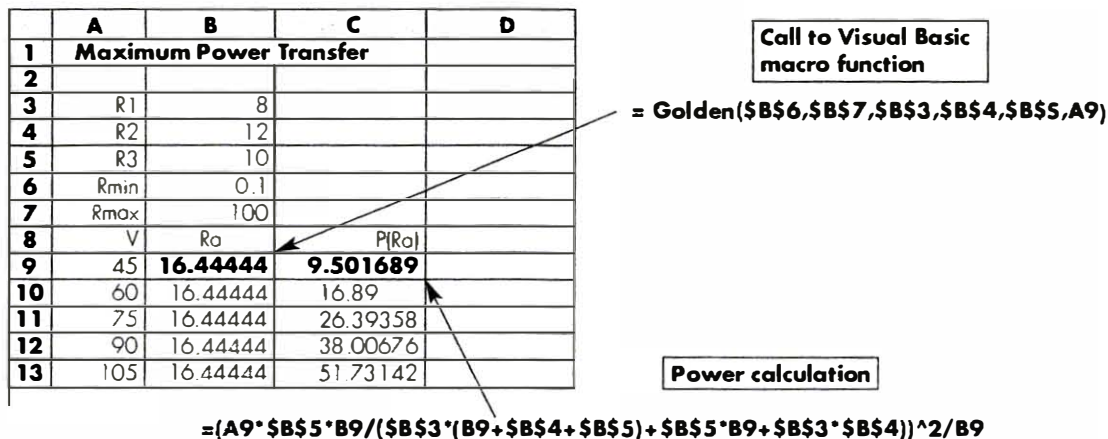 A B C D
1 Maximum Power Transfer
2
3 R1 8
4 R2 12
5 R3 10
6 Rmin 0.1
7 Rmax 100
8 V Ra P(Ra)
9 45 16.44444 9.501689
10 60 16.44444 16.89
11 75 16.44444 26.39358
12 90 16.44444 38.00676
13 105 16.44444 51.73142
Call to Visual Basic
macro function
= Golden($B$6,$B$7,$B$3,$B$4,$B$S,A9)
Power calculation
=(A9*$B$5*B9/($B$3*(B9+$B$4+$B$5)+$B$5*B9+$B$3*$B$4))^2/B9